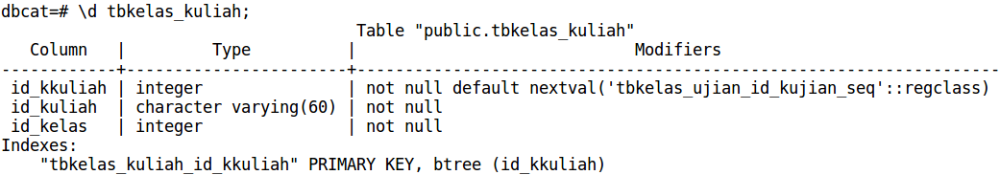 dbcat=# \d tbkelas_kuliah;
Table "public.tbkelas_kuliah"
Column | Type | Modifiers
------------+-----------------------+-------------------------------------------------------------------
id_kkuliah | integer | not null default nextval('tbkelas_ujian_id_kujian_seq'::regclass)
id_kuliah | character varying(60) | not null
id_kelas | integer | not null
Indexes:
"tbkelas_kuliah_id_kkuliah" PRIMARY KEY, btree (id_kkuliah)